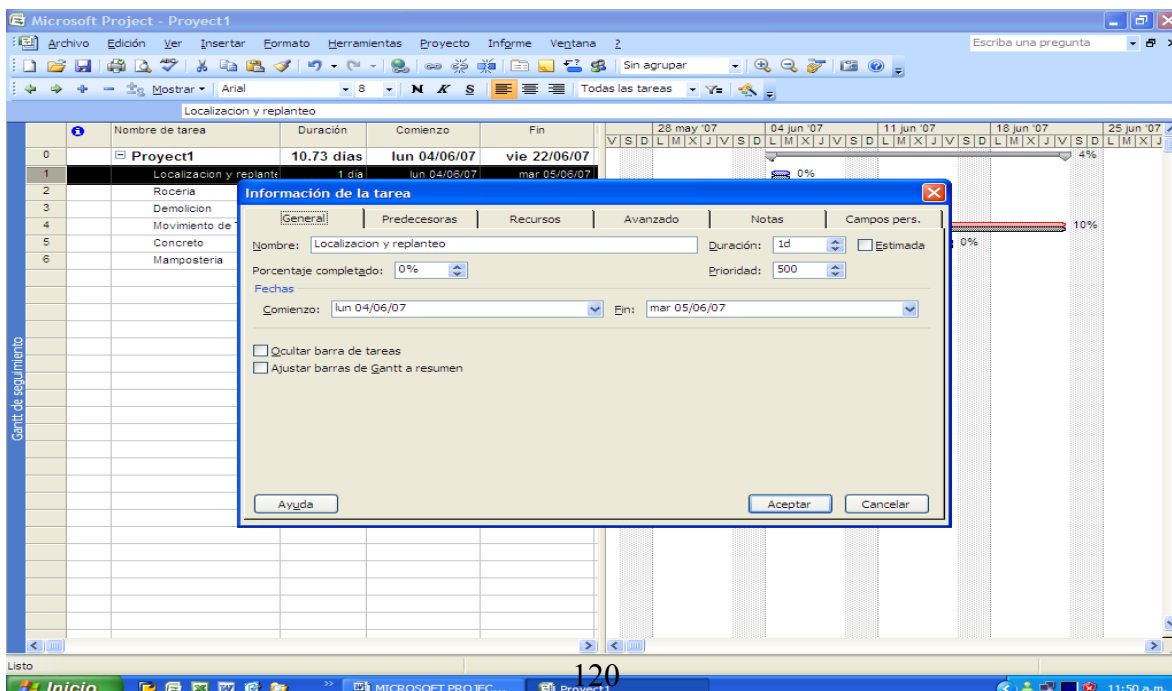 Microsoft Project - Proyect1
Archivo Edición Ver Insertar Formato Herramientas Proyecto Informe Ventana ? Escriba una pregunta
Sin agrupar
Mostrar Arial 8 N K S Todas las tareas
Localizacion y replanteo
Nombre de tarea Duración Comienzo Fin 28 may '07 04 jun '07 11 jun '07 18 jun '07 25 jun '07
V S D L M X J V S D L M X J V S D L M X J V S D L M X J V S D L M X J
0 Proyect1 10.73 días lun 04/06/07 vie 22/06/07 4%
1 Localizacion y replante 1 día lun 04/06/07 mar 05/06/07 0%
2 Roceria
3 Demolicion
4 Movimiento de 10%
5 Concreto 0%
6 Mamposteria
Información de la tarea
General Predecesoras Recursos Avanzado Notas Campos pers.
Nombre: Localizacion y replanteo Duración: 1d Estimada
Porcentaje completado: 0% Prioridad: 500
Fechas
Comienzo: lun 04/06/07 Fin: mar 05/06/07
Ocultar barra de tareas
Ajustar barras de Gantt a resumen
Ayuda Aceptar Cancelar
Gantt de seguimiento
Listo
120
Inicio MICROSOFT PROJEC... Proyect1 11:50 a.m.